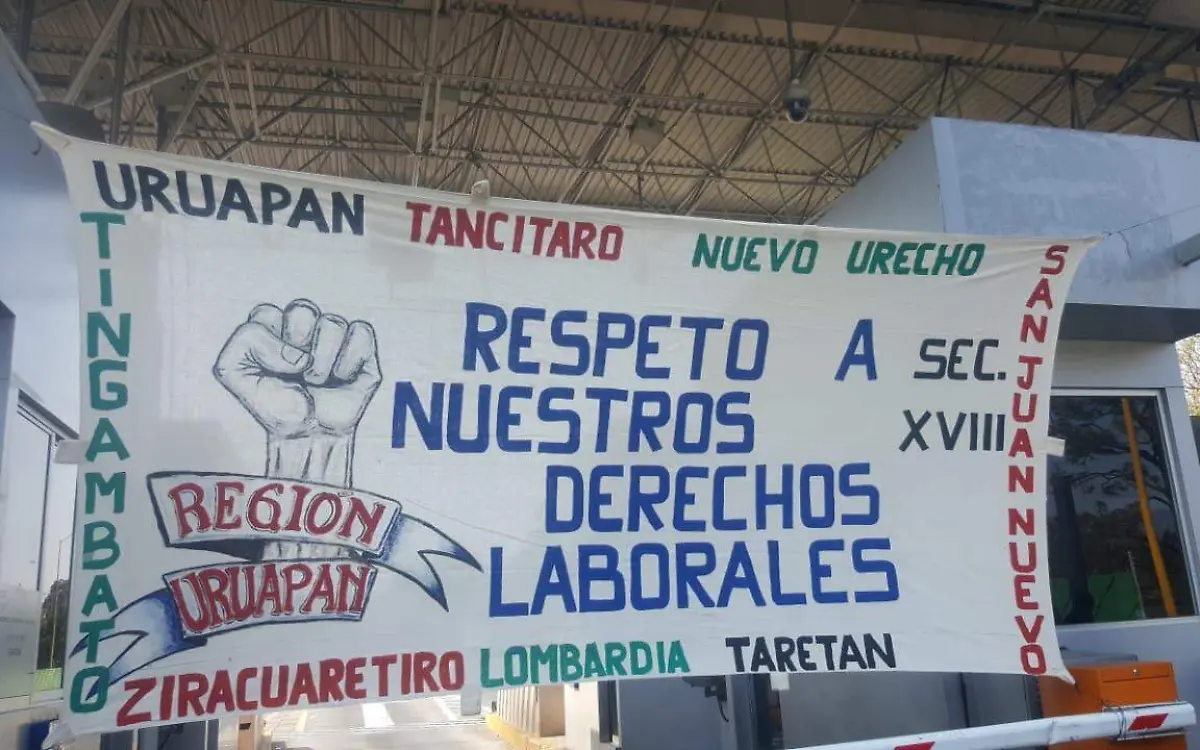 URUAPAN TANCITARO NUEVO URECHO
TINGAMBATO
RESPETO A
NUESTROS
DERECHOS
LABORALES
SEC.
XVIII
SAN JUAN NUEVO
REGION
URUAPAN
ZIRACUARETIRO LOMBARDIA TARETAN